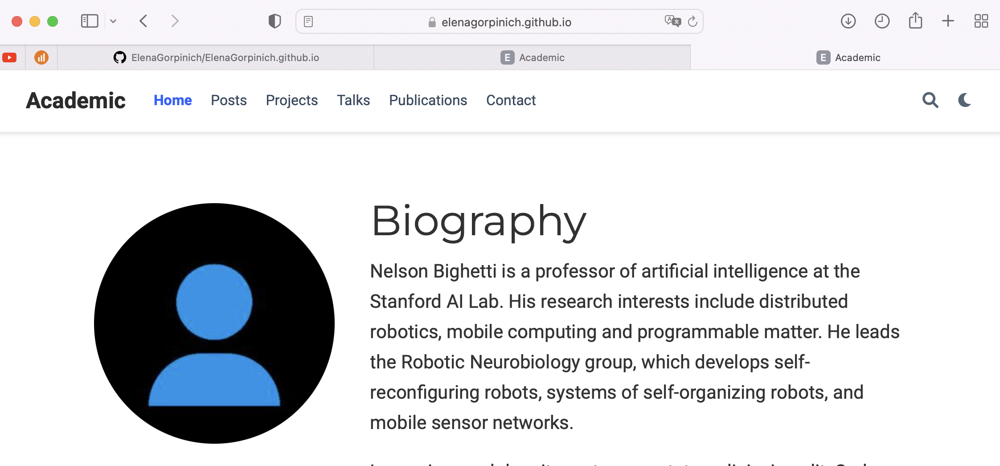 elenagorpinich.github.io
ElenaGorpinich/ElenaGorpinich.github.io
E Academic
E Academic
Academic Home Posts Projects Talks Publications Contact
Biography
Nelson Bighetti is a professor of artificial intelligence at the
Stanford AI Lab. His research interests include distributed
robotics, mobile computing and programmable matter. He leads
the Robotic Neurobiology group, which develops self-
reconfiguring robots, systems of self-organizing robots, and
mobile sensor networks.